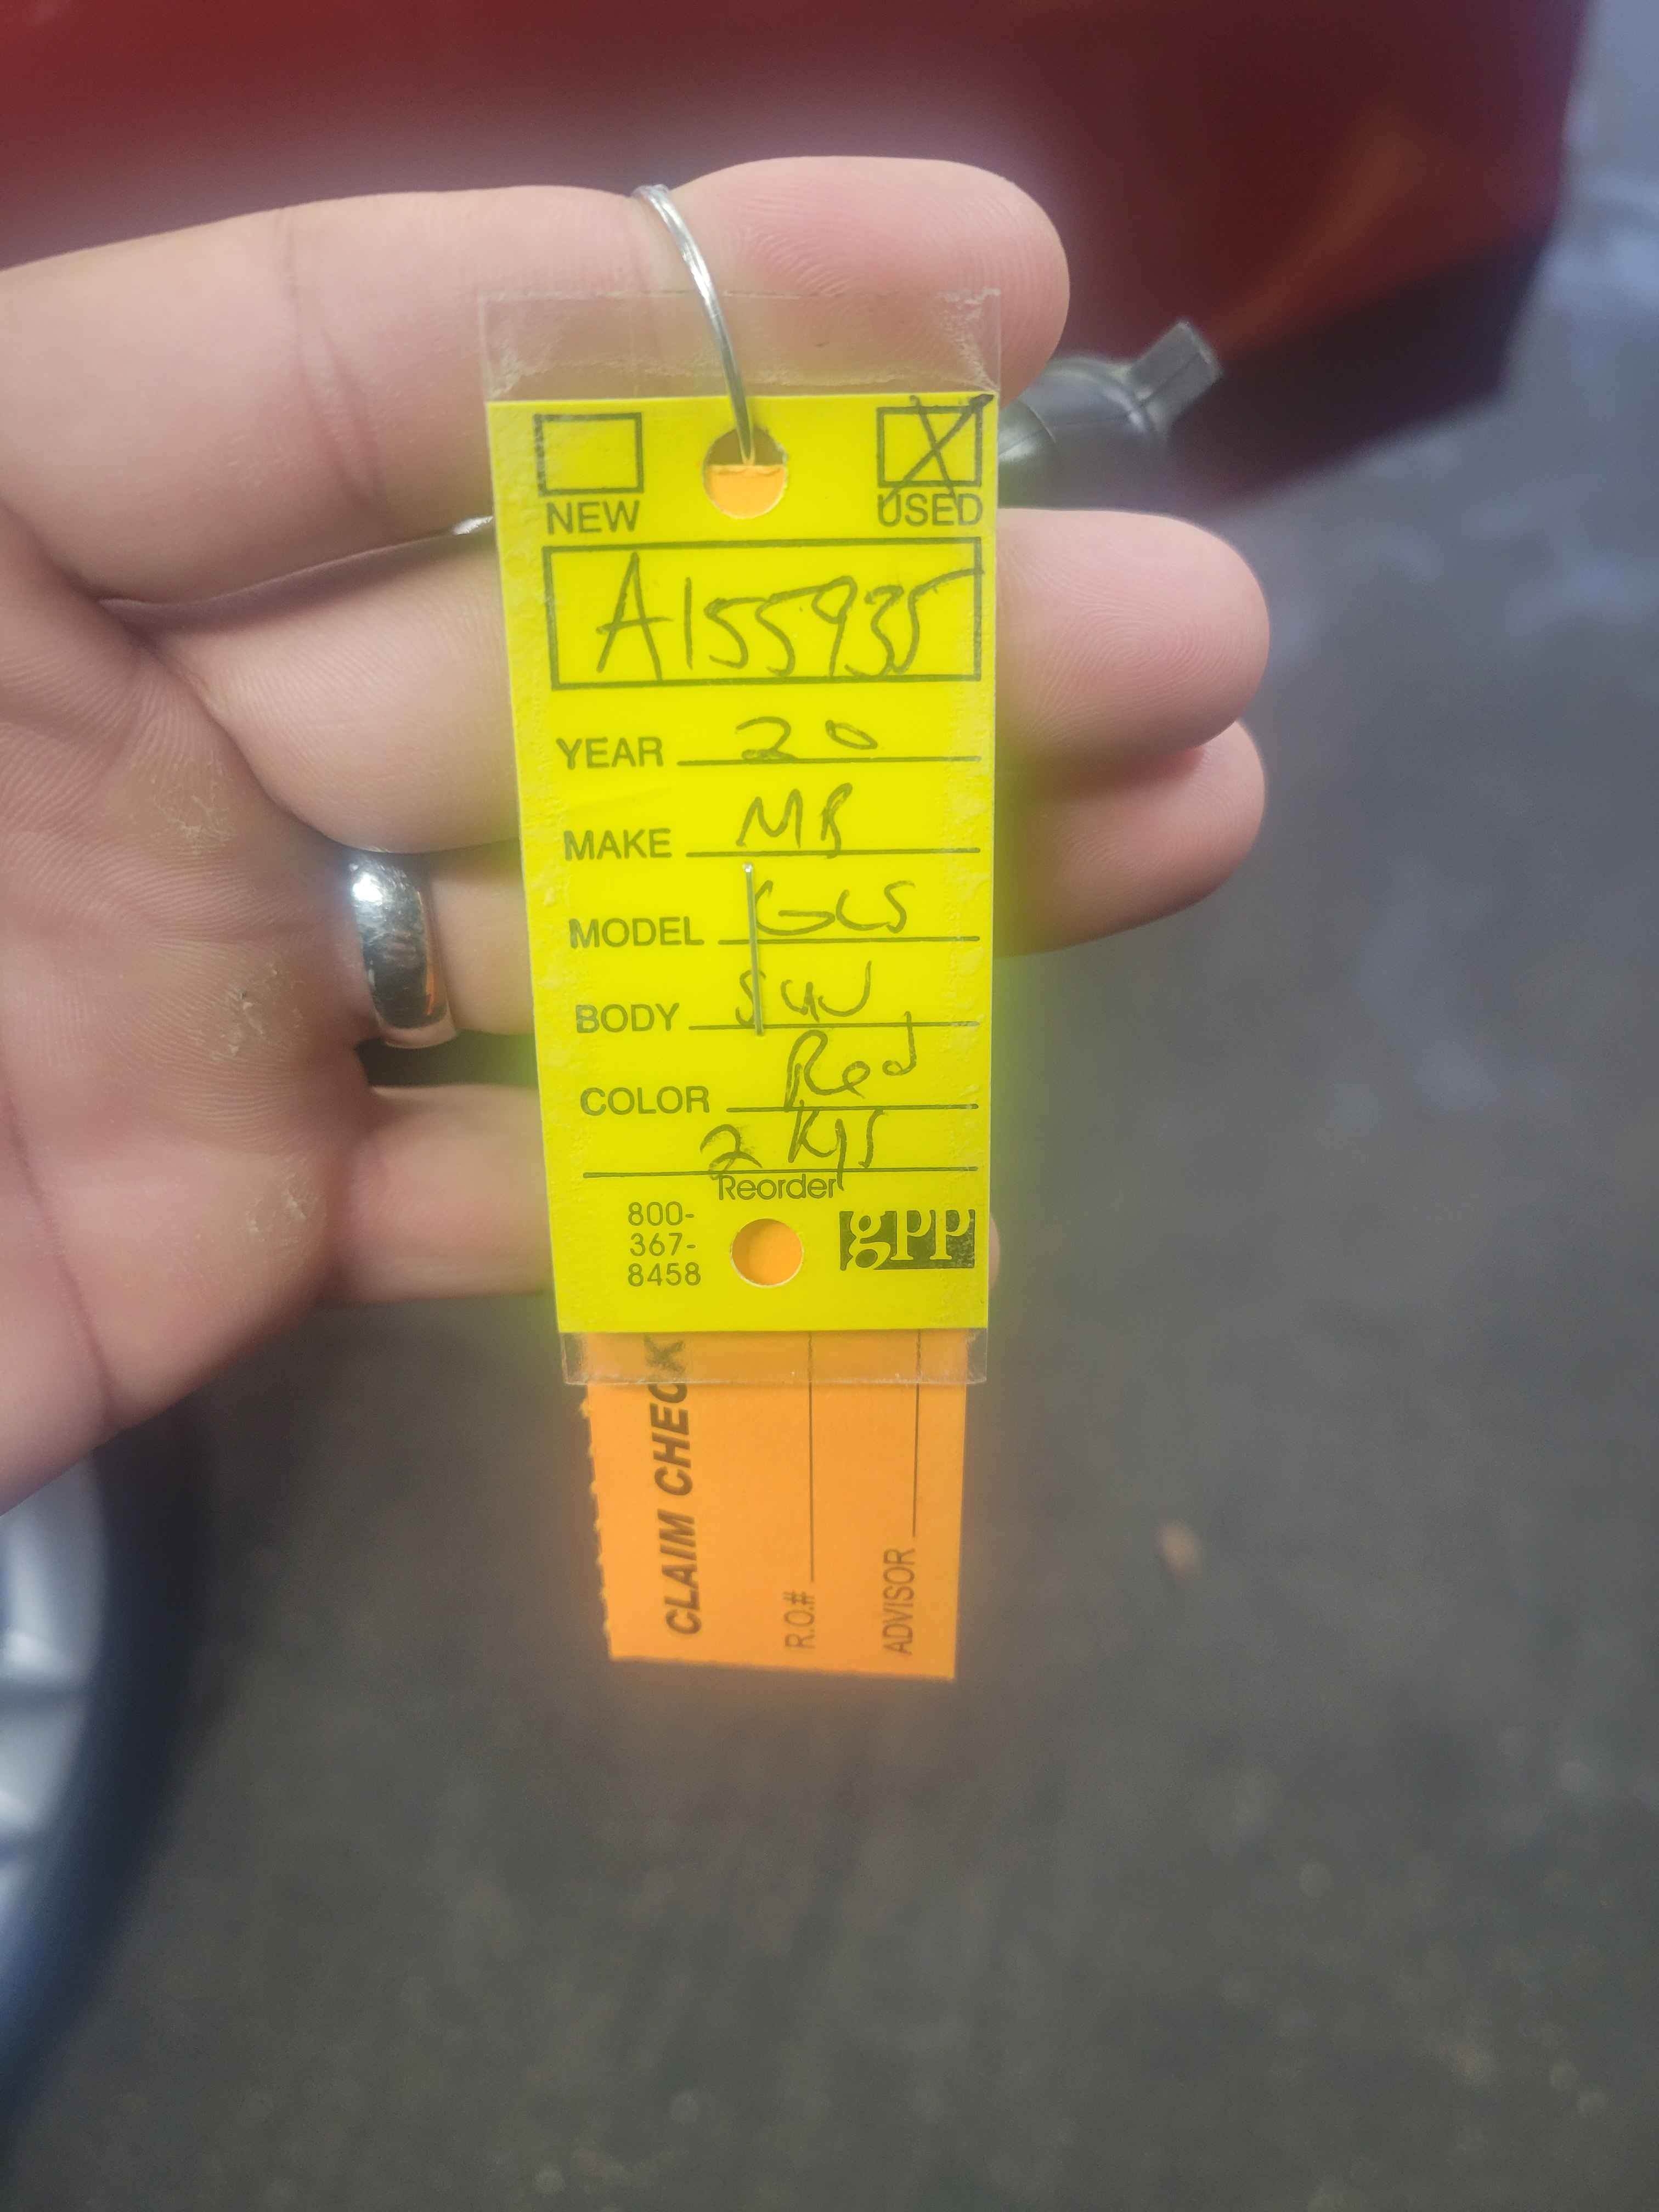 NEW USED
A155935
YEAR 20
MAKE MB
MODEL GLS
BODY SUV
COLOR Red
2 kys
Reorder
800-
367-
8458
gpp
CLAIM CHECK
R.O.#
ADVISOR